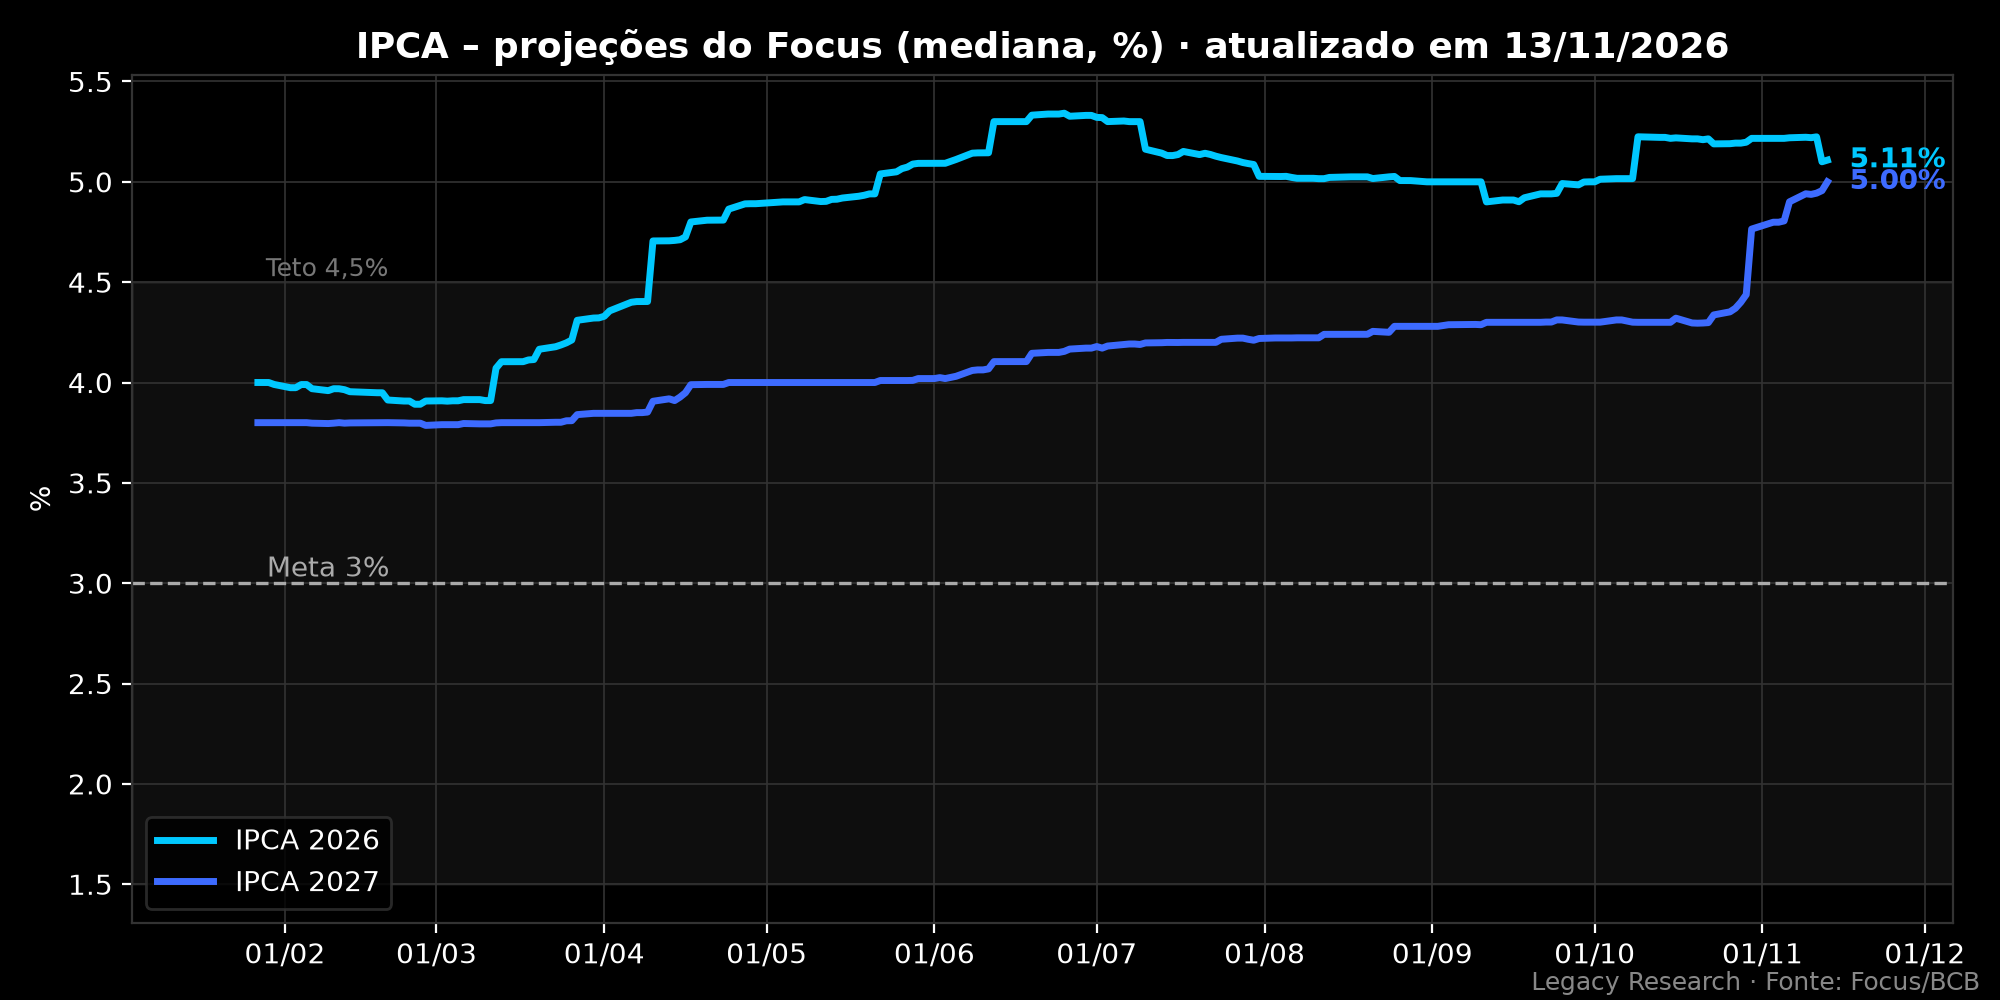 IPCA – projeções do Focus (mediana, %) · atualizado em 13/11/2026
5.5
5.0
4.5
4.0
3.5
3.0
2.5
2.0
1.5
%
5.11%
5.00%
Teto 4,5%
Meta 3%
IPCA 2026
IPCA 2027
01/02 01/03 01/04 01/05 01/06 01/07 01/08 01/09 01/10 01/11 01/12
Legacy Research · Fonte: Focus/BCB